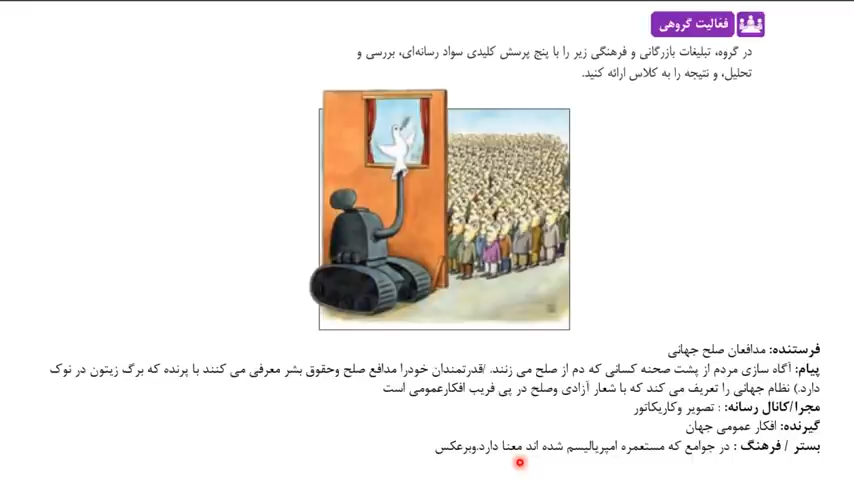 فعّالیت گروهی
در گروه، تبلیغات بازرگانی و فرهنگی زیر را با پنج پرسش کلیدی سواد رسانه‌ای، بررسی و
تحلیل، و نتیجه را به کلاس ارائه کنید.
فرستنده: مدافعان صلح جهانی
پیام: آگاه سازی مردم از پشت صحنه کسانی که دم از صلح می زنند. /قدرتمندان خودرا مدافع صلح وحقوق بشر معرفی می کنند با پرنده که برگ زیتون در نوک
دارد.) نظام جهانی را تعریف می کند که با شعار آزادی وصلح در پی فریب افکارعمومی است
مجرا/کانال رسانه: : تصویر وکاریکاتور
گیرنده: افکار عمومی جهان
بستر / فرهنگ : در جوامع که مستعمره امپریالیسم شده اند معنا دارد.وبرعکس